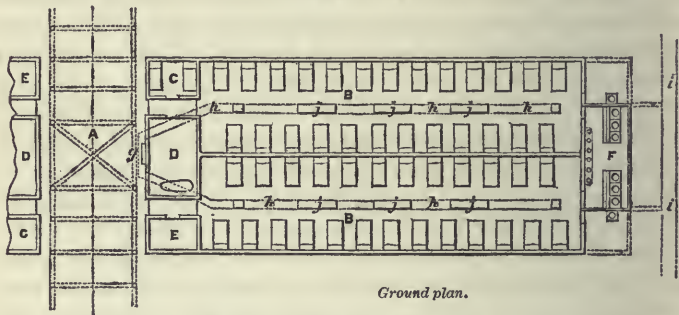 E C i
B
h j j h j h
A
D g D F
h j h j i
B
C E
Ground plan.